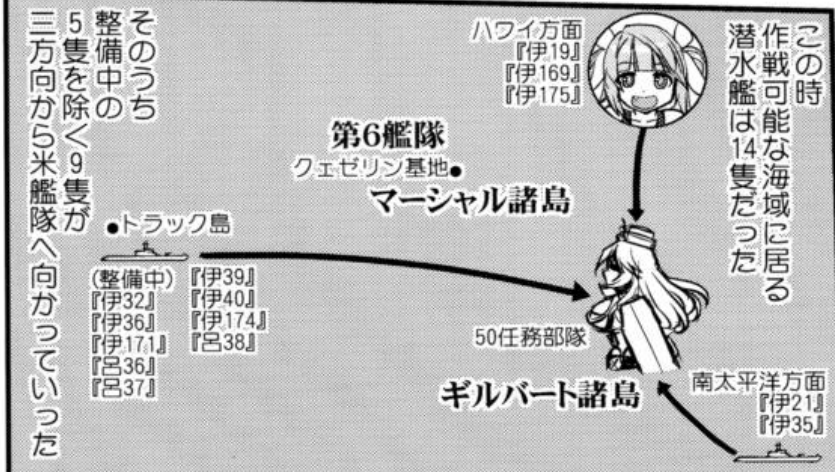 この時
作戦可能な海域に居る
潜水艦は14隻だった
ハワイ方面
『伊19』
『伊169』
『伊175』
第6艦隊
クェゼリン基地●
マーシャル諸島
●トラック島
(整備中)
『伊32』
『伊36』
『伊171』
『呂36』
『呂37』
『伊39』
『伊40』
『伊174』
『呂38』
50任務部隊
ギルバート諸島
南太平洋方面
『伊21』
『伊35』
そのうち
整備中の
5隻を除く9隻が
三方向から米艦隊へ向かっていった